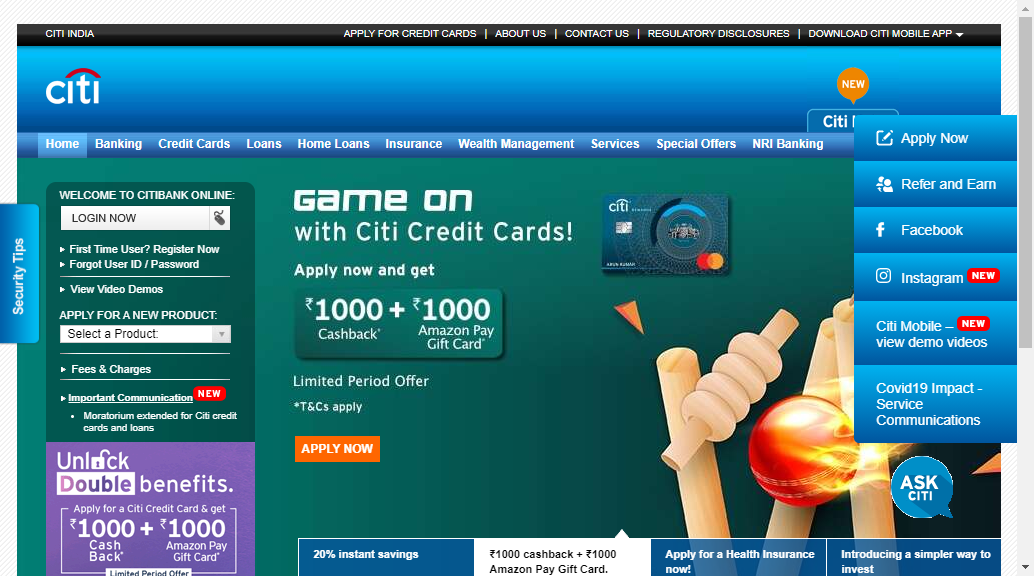 CITI INDIA
APPLY FOR CREDIT CARDS | ABOUT US | CONTACT US | REGULATORY DISCLOSURES | DOWNLOAD CITI MOBILE APP
citi
NEW
Citi
Home Banking Credit Cards Loans Home Loans Insurance Wealth Management Services Special Offers NRI Banking
Apply Now
Refer and Earn
Facebook
Instagram NEW
Citi Mobile – NEW
view demo videos
Covid19 Impact -
Service
Communications
Security Tips
WELCOME TO CITIBANK ONLINE:
LOGIN NOW
First Time User? Register Now
Forgot User ID / Password
View Video Demos
APPLY FOR A NEW PRODUCT:
Select a Product:
Fees & Charges
Important Communication NEW
Moratorium extended for Citi credit
cards and loans
Unlock
Double benefits.
Apply for a Citi Credit Card & get
₹1000 + ₹1000
Cash Amazon Pay
Back* Gift Card*
Limited Period Offer
GAME ON
with Citi Credit Cards!
Apply now and get
₹1000 + ₹1000
Cashback* Amazon Pay
Gift Card*
Limited Period Offer
*T&Cs apply
APPLY NOW
citi REWARDS
ARUN KUMAR
ASK
CITI
20% instant savings
₹1000 cashback + ₹1000
Amazon Pay Gift Card.
Apply for a Health Insurance
now!
Introducing a simpler way to
invest